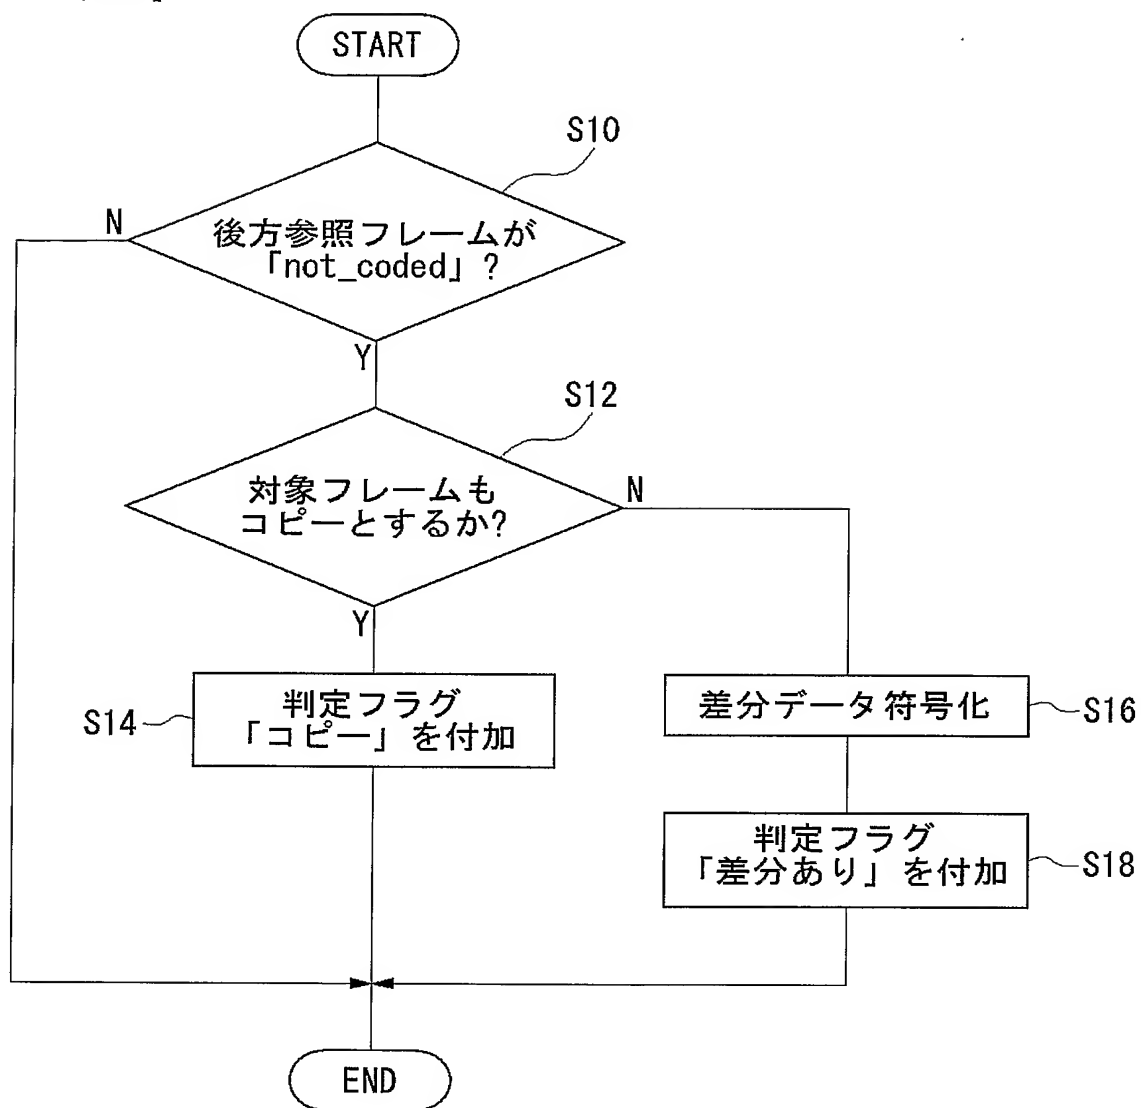 START
S10
N
後方参照フレームが
「not_coded」?
Y
S12
対象フレームも
コピーとするか?
N
Y
S14
判定フラグ
「コピー」を付加
差分データ符号化
S16
判定フラグ
「差分あり」を付加
S18
END